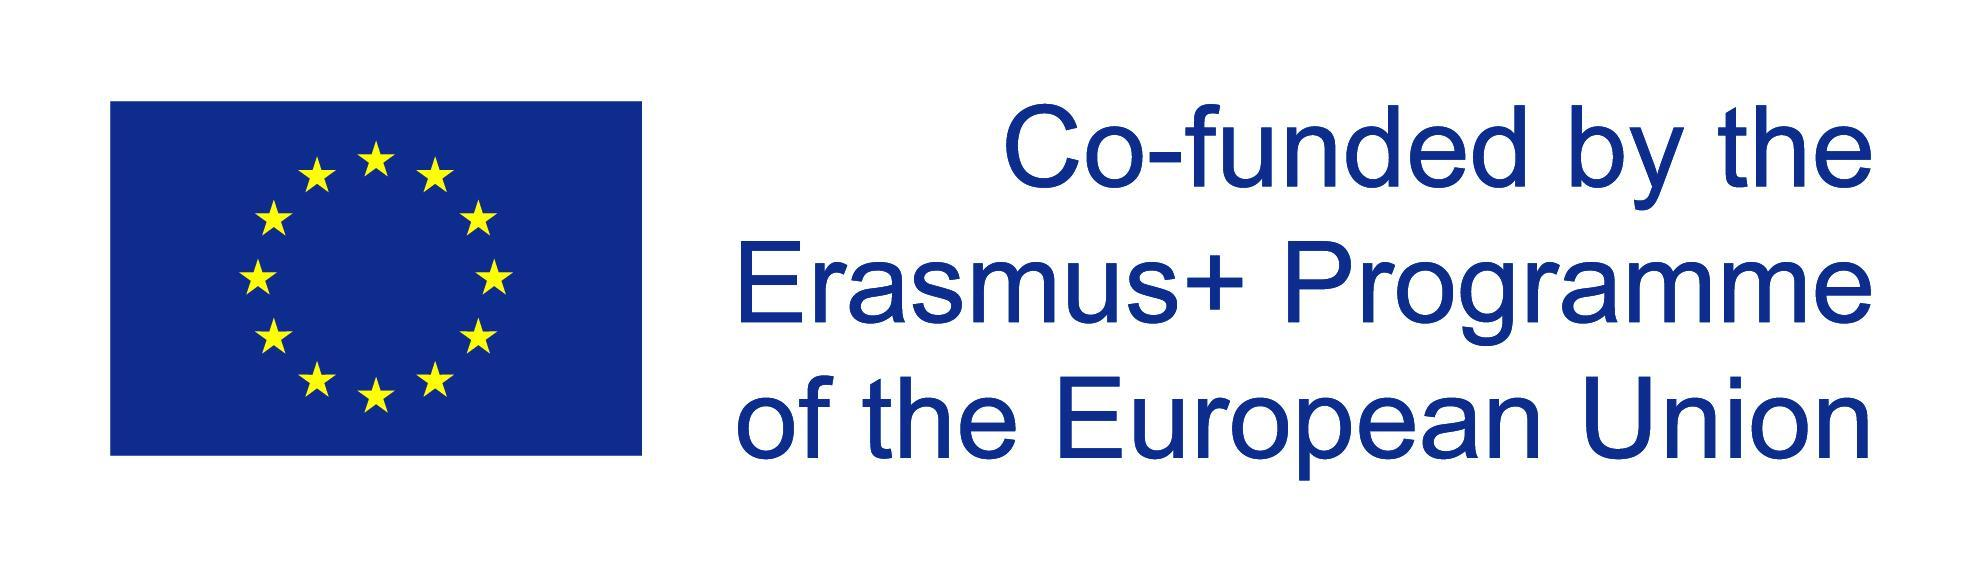 Co-funded by the
Erasmus+ Programme
of the European Union